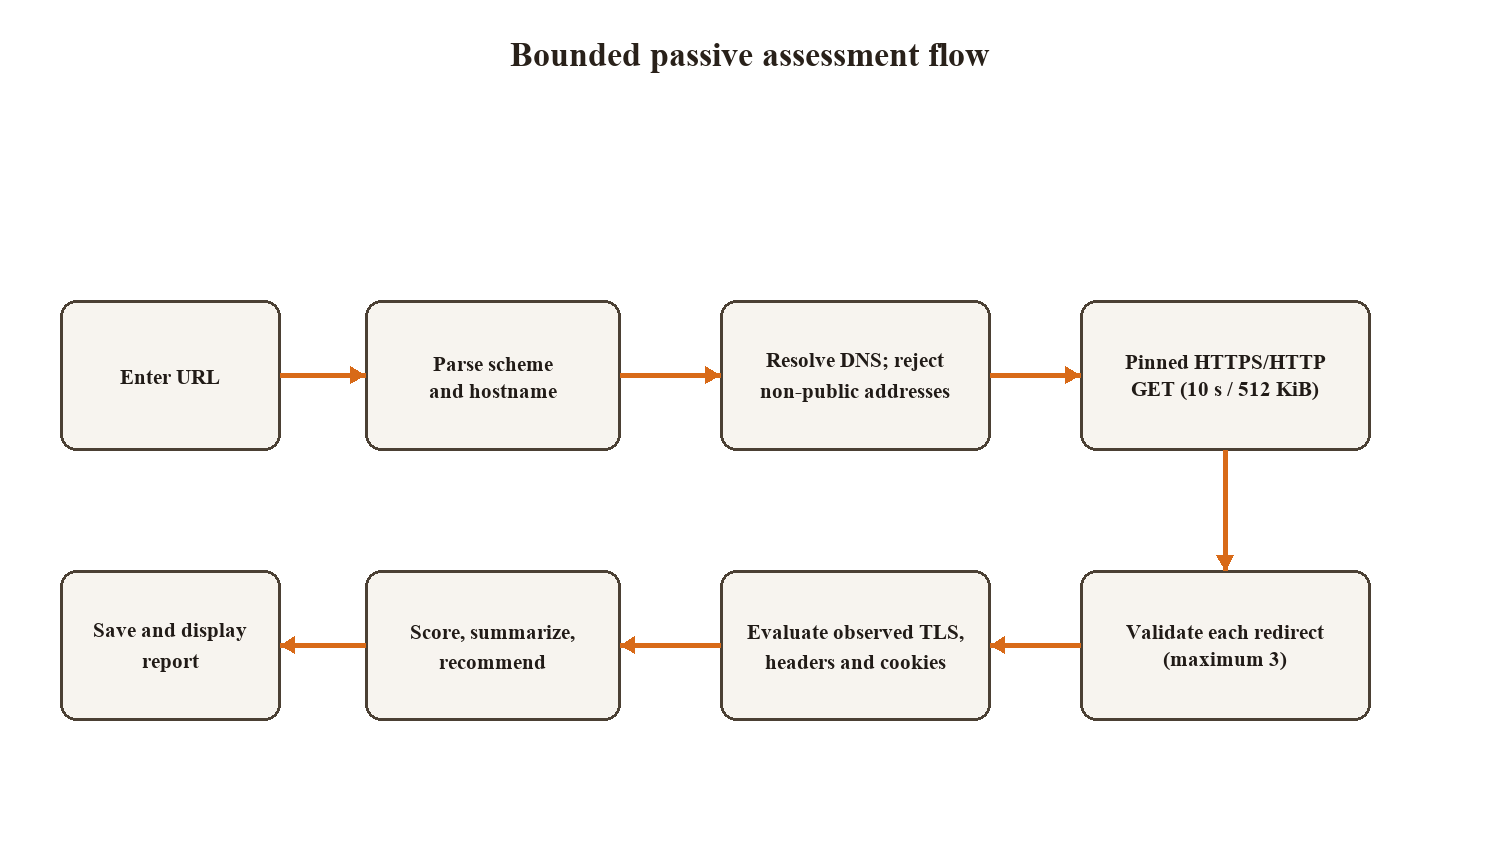 Bounded passive assessment flow
Enter URL
Parse scheme
and hostname
Resolve DNS; reject
non-public addresses
Pinned HTTPS/HTTP
GET (10 s / 512 KiB)
Validate each redirect
(maximum 3)
Evaluate observed TLS,
headers and cookies
Score, summarize,
recommend
Save and display
report